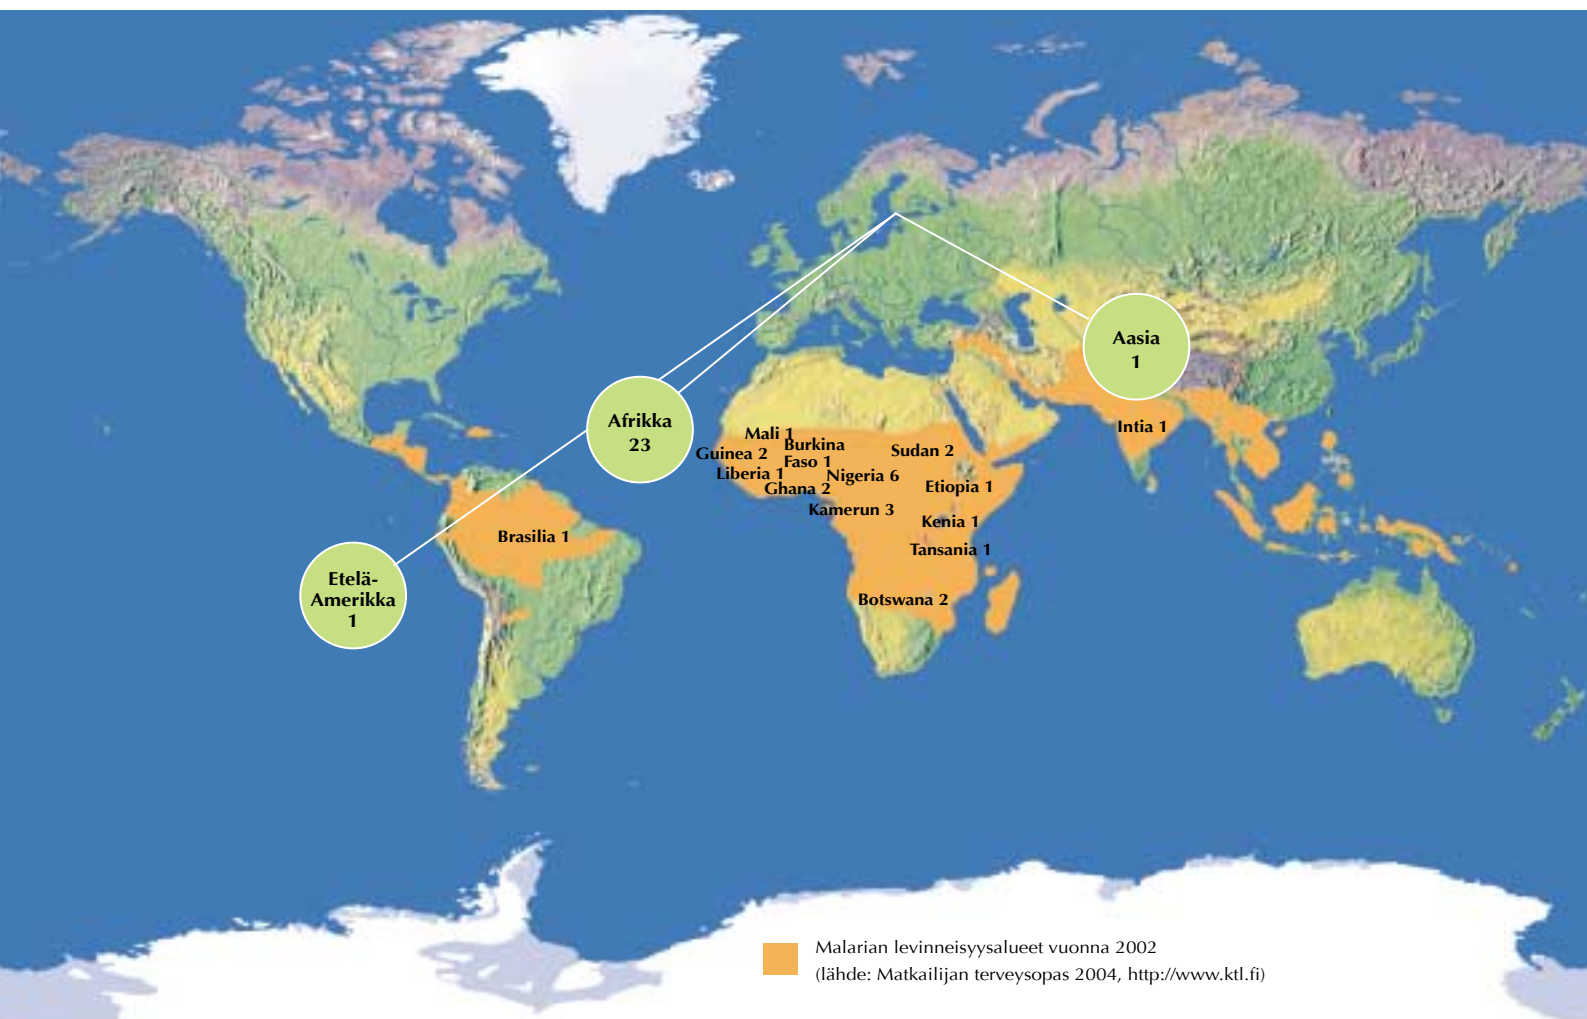 Aasia
1
Afrikka
23
Mali 1
Burkina
Faso 1
Guinea 2
Sudan 2
Intia 1
Liberia 1
Nigeria 6
Ghana 2
Etiopia 1
Kamerun 3
Kenia 1
Brasilia 1
Tansania 1
Etelä-
Amerikka
1
Botswana 2
Malarian levinneisyysalueet vuonna 2002
(lähde: Matkailijan terveysopas 2004, http://www.ktl.fi)